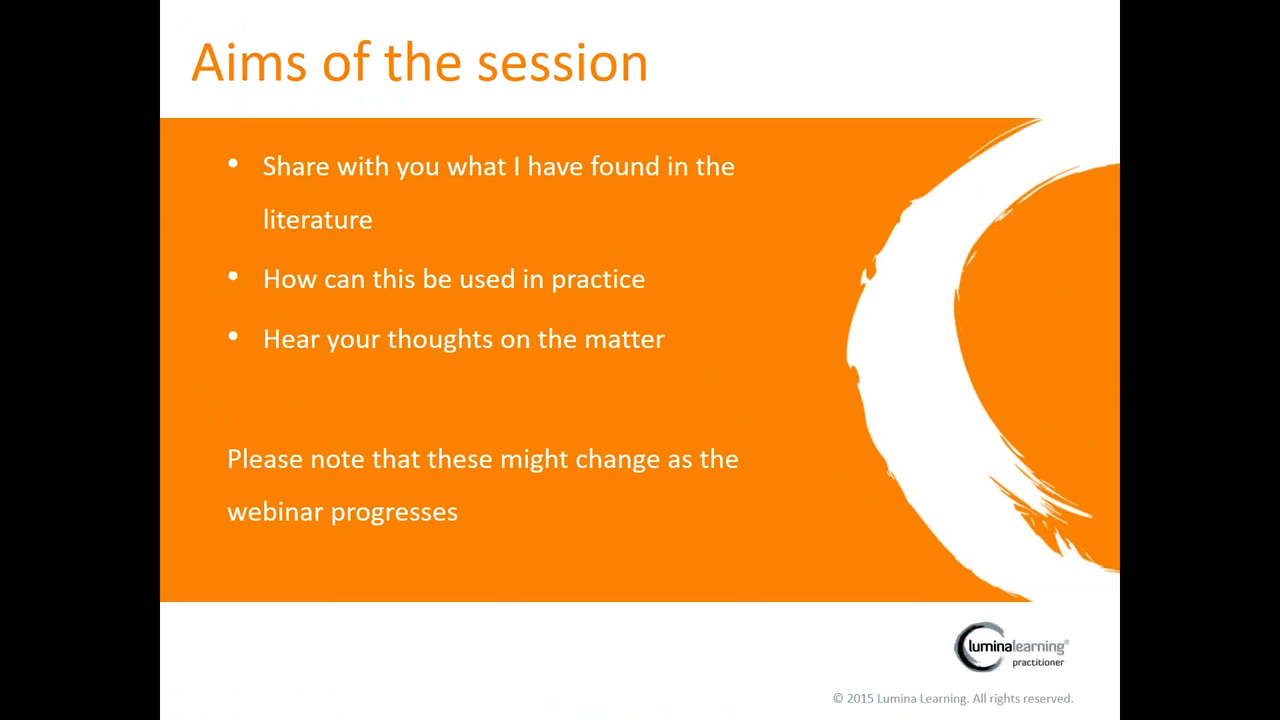 Aims of the session
• Share with you what I have found in the
literature
• How can this be used in practice
• Hear your thoughts on the matter
Please note that these might change as the
webinar progresses
luminalearning®
practitioner
© 2015 Lumina Learning. All rights reserved.